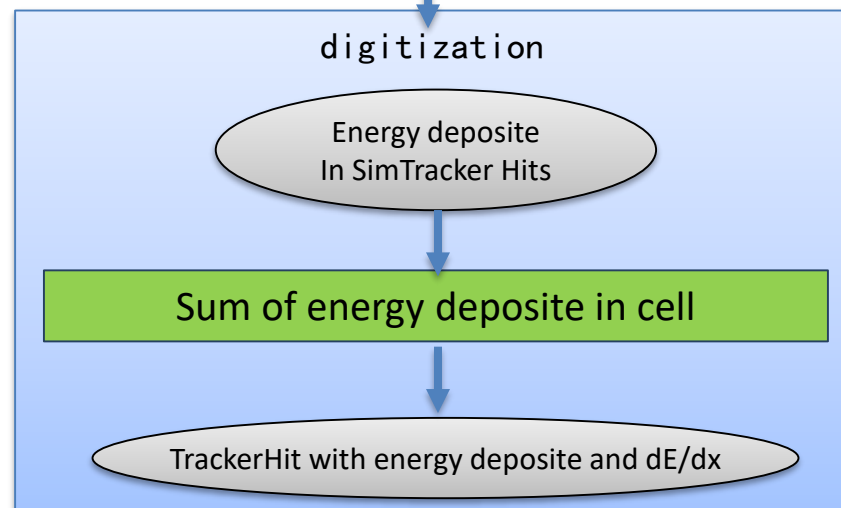 digitization
Energy deposite
In SimTracker Hits
Sum of energy deposite in cell
TrackerHit with energy deposite and dE/dx